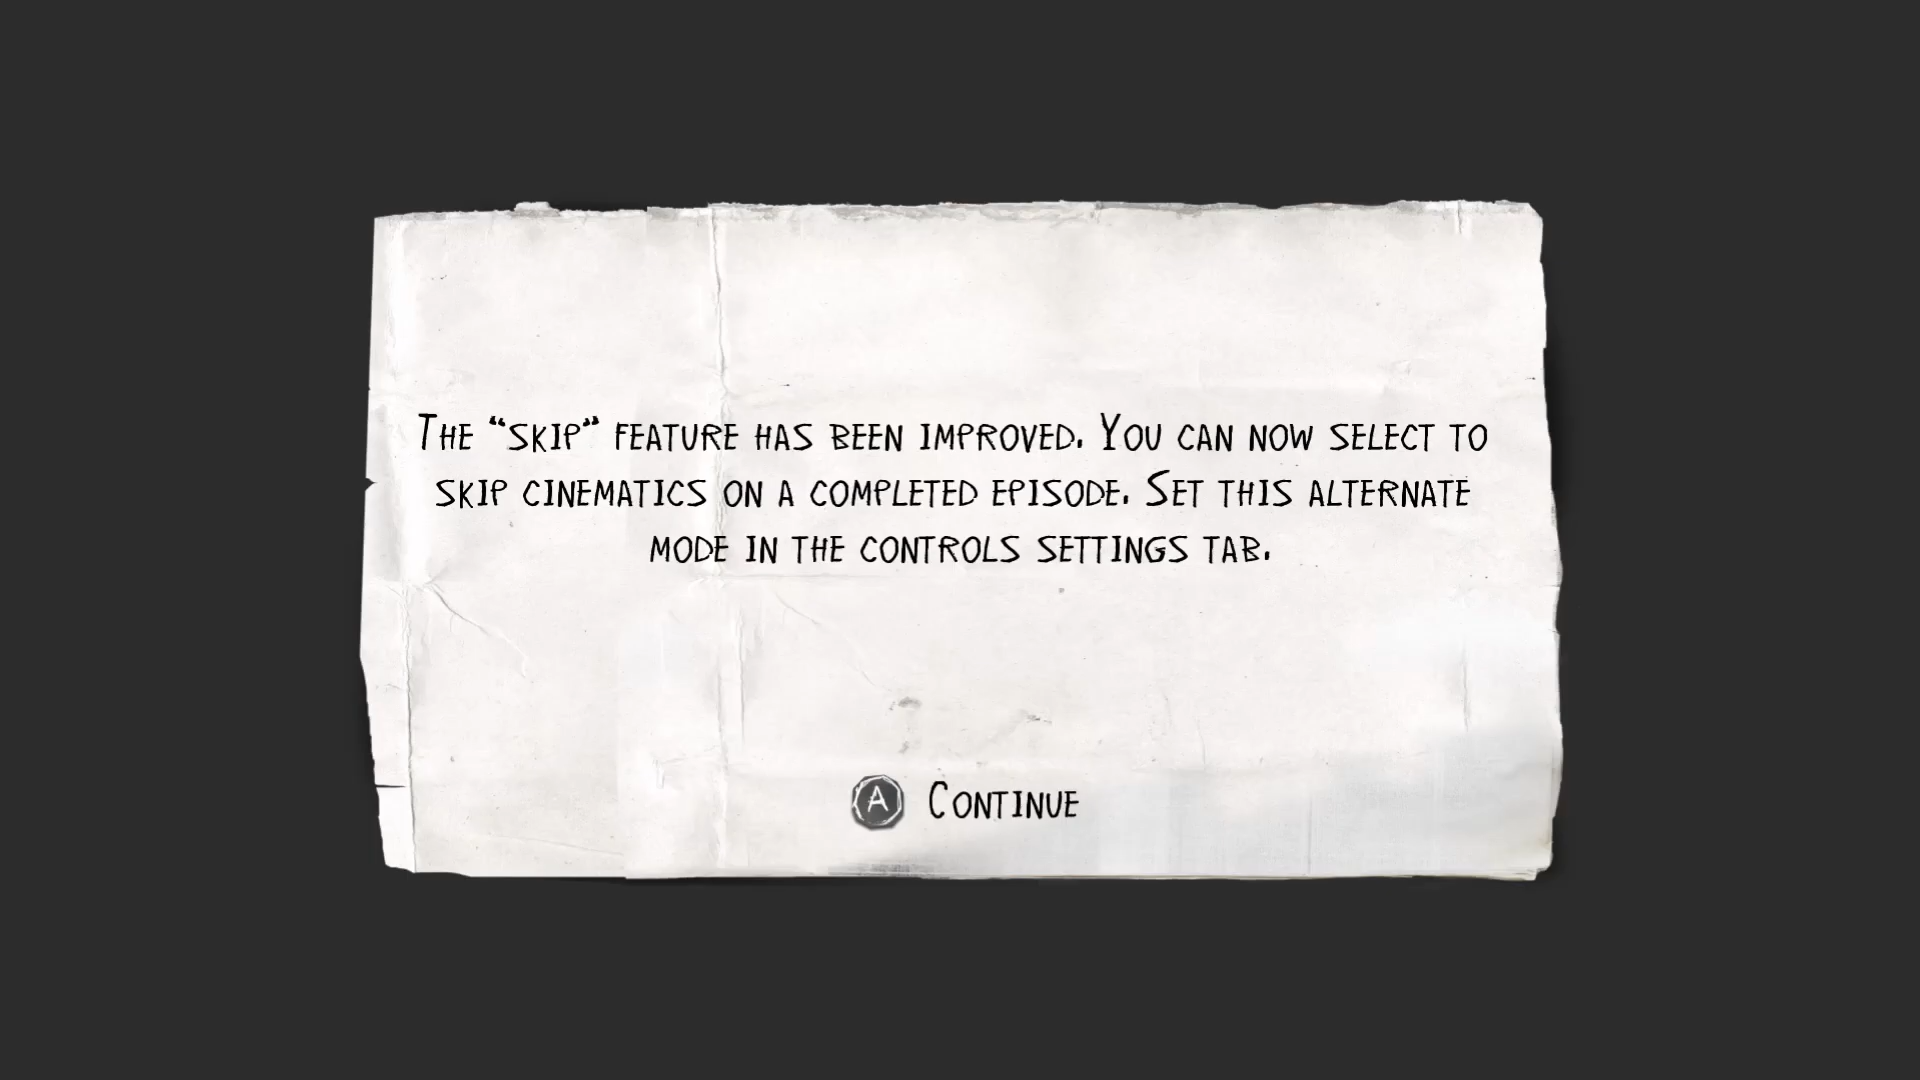 The “skip” feature has been improved. You can now select to
skip cinematics on a completed episode. Set this alternate
mode in the controls settings tab.
A Continue